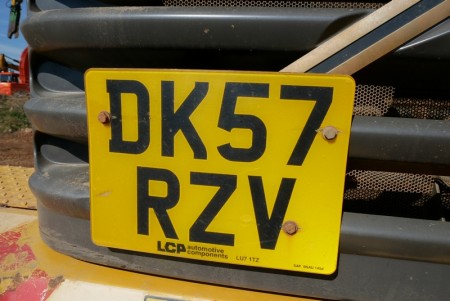 DK57
RZV
LCP automotive
components LU7 1TZ